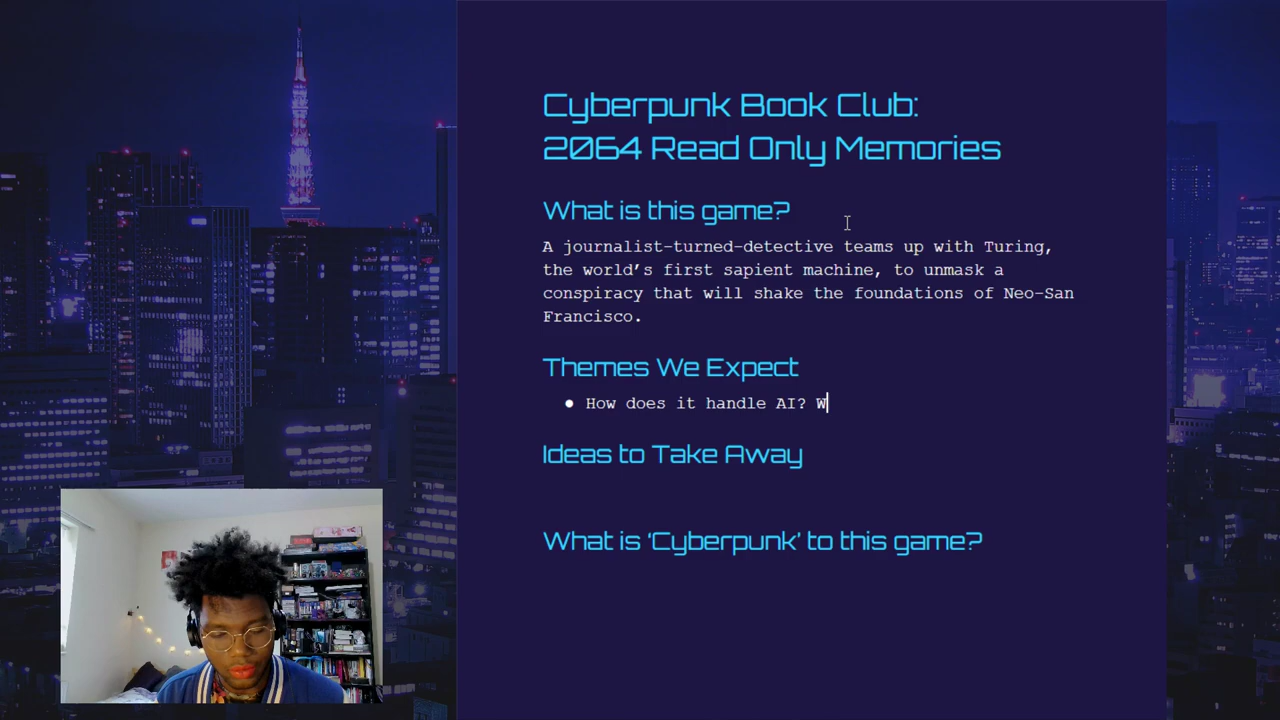 Cyberpunk Book Club:
2064 Read Only Memories
What is this game?
A journalist-turned-detective teams up with Turing,
the world’s first sapient machine, to unmask a
conspiracy that will shake the foundations of Neo-San
Francisco.
Themes We Expect
● How does it handle AI? W
Ideas to Take Away
What is ‘Cyberpunk’ to this game?